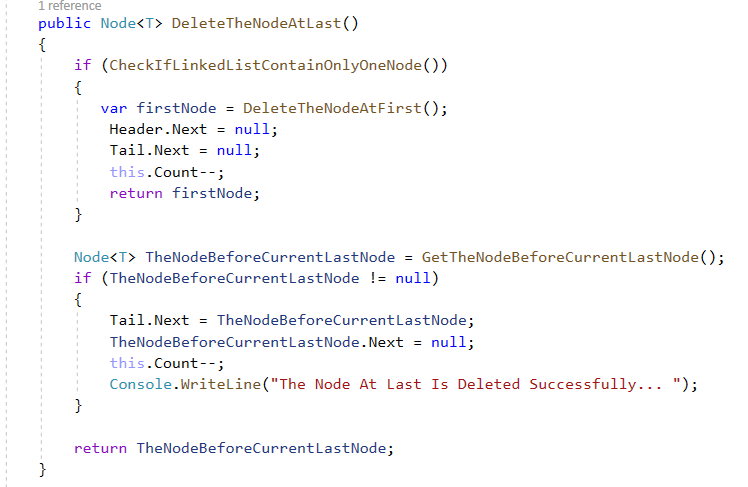 1 reference
public Node<T> DeleteTheNodeAtLast()
{
if (CheckIfLinkedListContainOnlyOneNode())
{
var firstNode = DeleteTheNodeAtFirst();
Header.Next = null;
Tail.Next = null;
this.Count--;
return firstNode;
}
Node<T> TheNodeBeforeCurrentLastNode = GetTheNodeBeforeCurrentLastNode();
if (TheNodeBeforeCurrentLastNode != null)
{
Tail.Next = TheNodeBeforeCurrentLastNode;
TheNodeBeforeCurrentLastNode.Next = null;
this.Count--;
Console.WriteLine("The Node At Last Is Deleted Successfully... ");
}
return TheNodeBeforeCurrentLastNode;
}